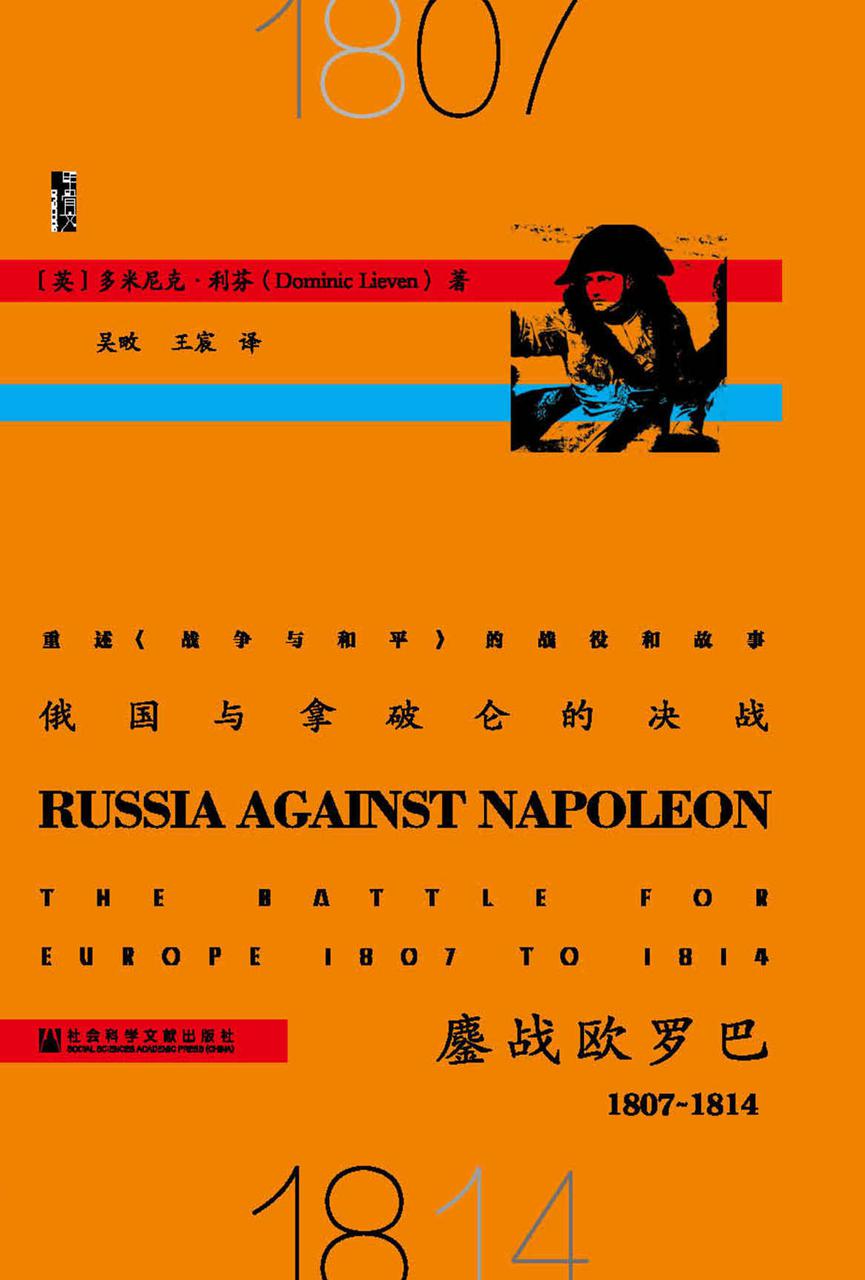 1807
甲骨文
[英]多米尼克·利芬（Dominic Lieven）著
吴畋 王宸 译
重述《战争与和平》的战役和故事
俄国与拿破仑的决战
RUSSIA AGAINST NAPOLEON
THE BATTLE FOR
EUROPE 1807 TO 1814
社会科学文献出版社
SOCIAL SCIENCES ACADEMIC PRESS (CHINA)
鏖战欧罗巴
1807~1814
1814